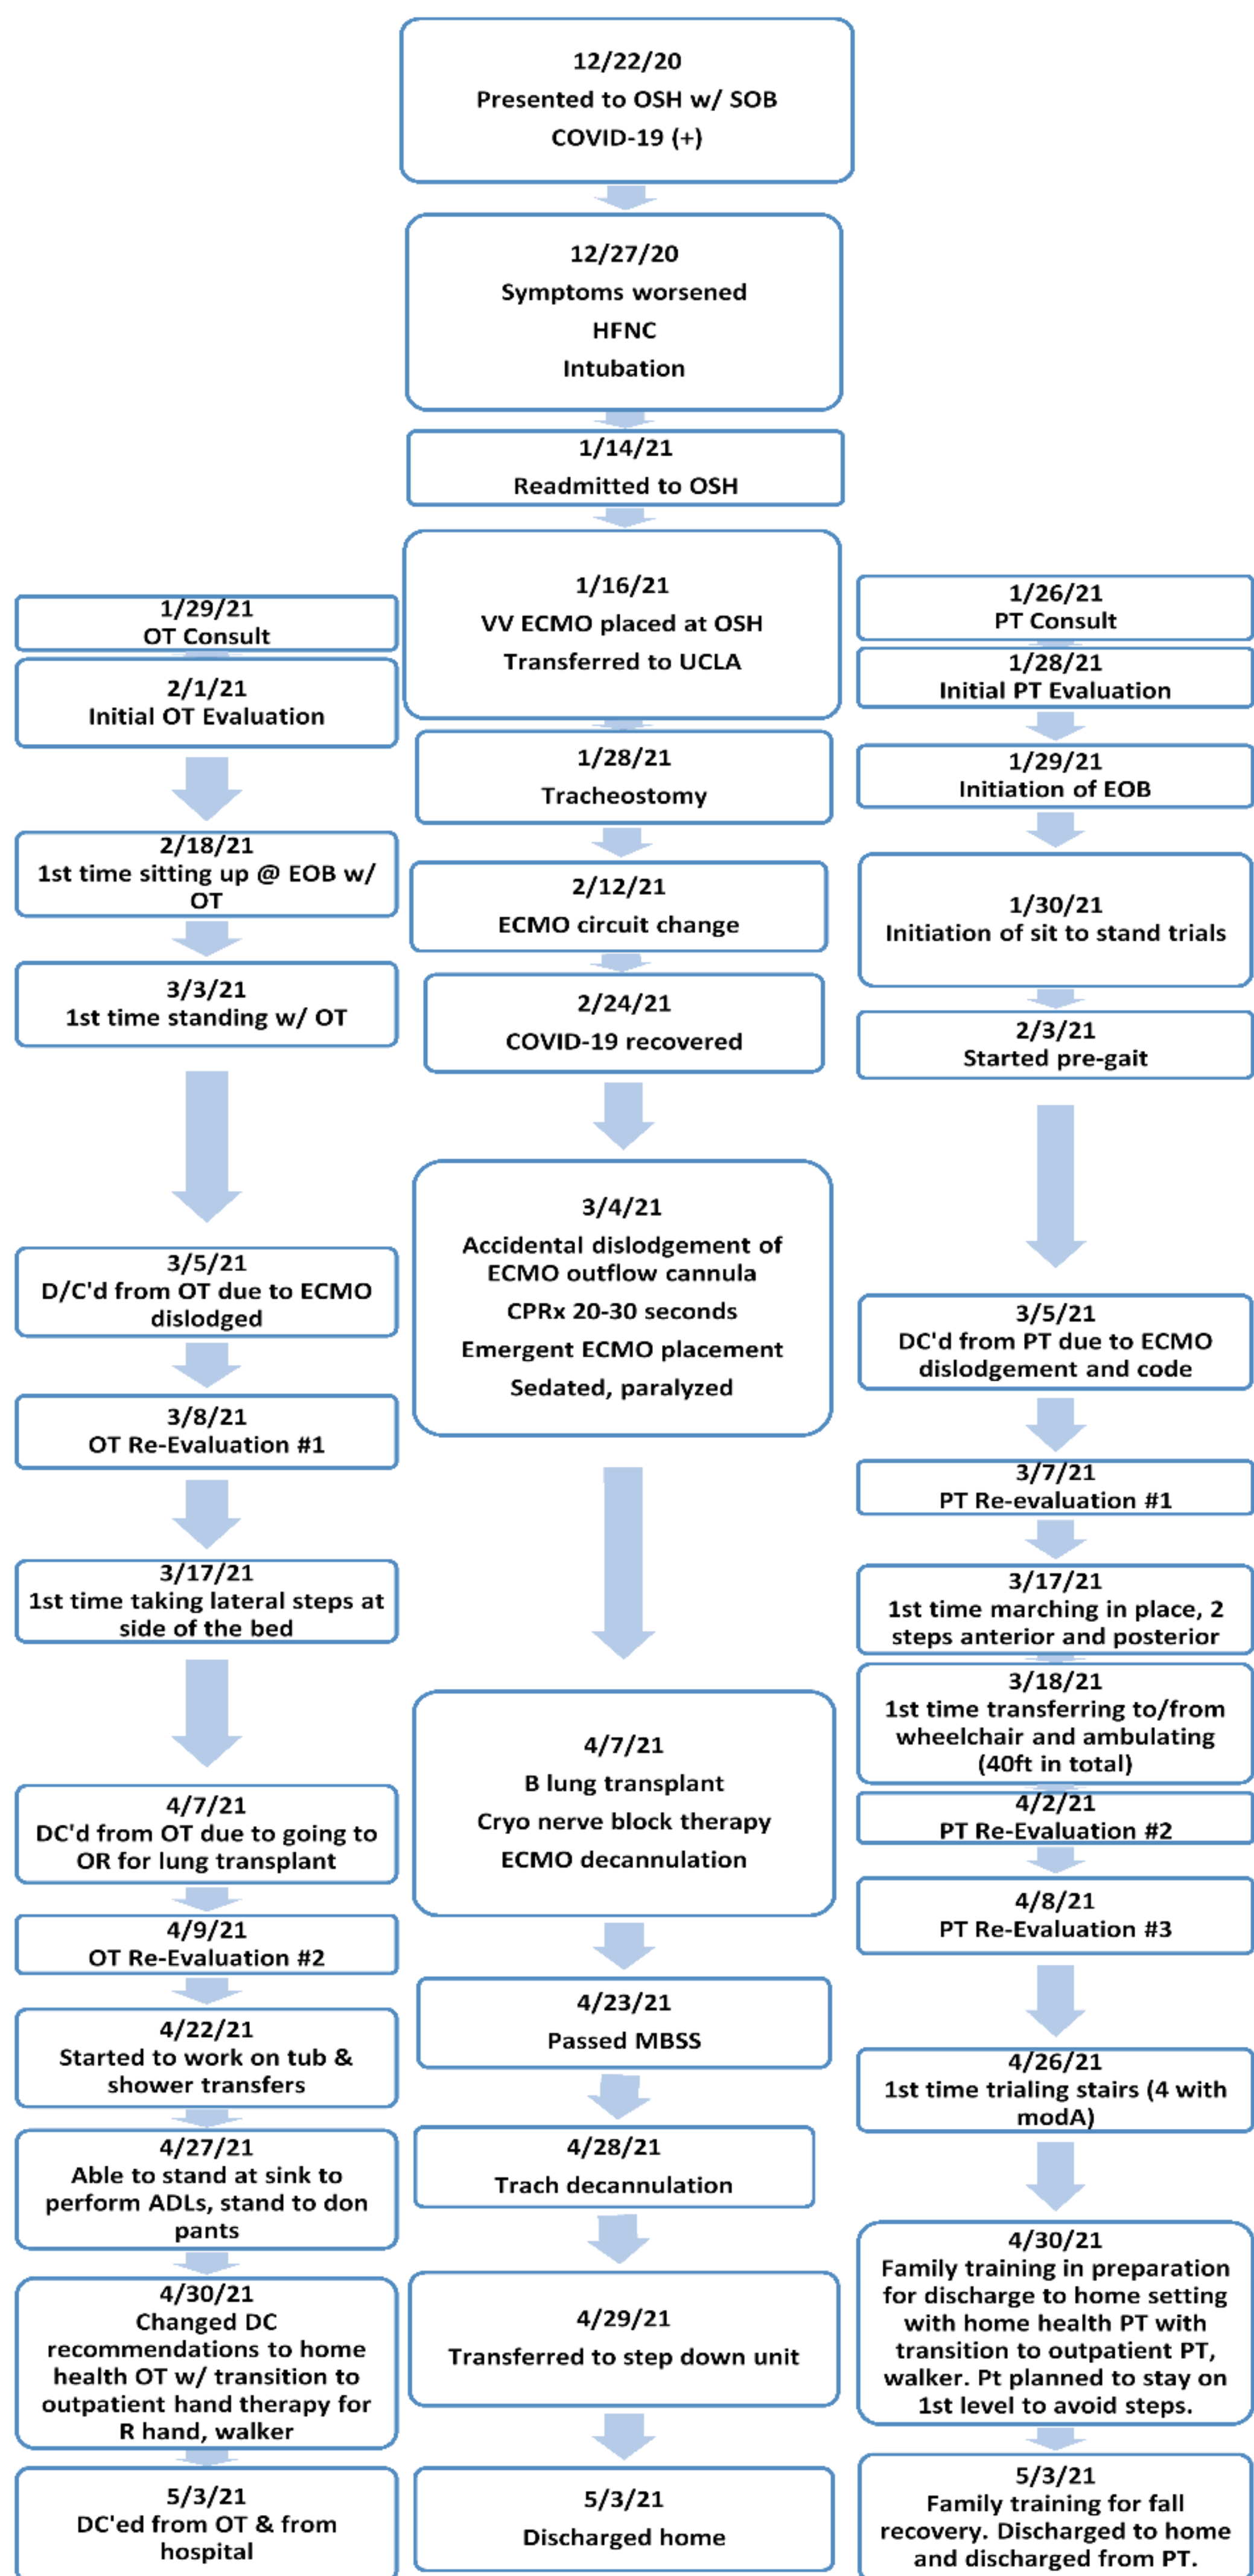 12/22/20
Presented to OSH w/ SOB
COVID-19 (+)
12/27/20
Symptoms worsened
HFNC
Intubation
1/14/21
Readmitted to OSH
1/16/21
VV ECMO placed at OSH
Transferred to UCLA
1/28/21
Tracheostomy
2/12/21
ECMO circuit change
2/24/21
COVID-19 recovered
3/4/21
Accidental dislodgement of
ECMO outflow cannula
CPRx 20-30 seconds
Emergent ECMO placement
Sedated, paralyzed
4/7/21
B lung transplant
Cryo nerve block therapy
ECMO decannulation
4/23/21
Passed MBSS
4/28/21
Trach decannulation
4/29/21
Transferred to step down unit
5/3/21
Discharged home
1/29/21
OT Consult
2/1/21
Initial OT Evaluation
2/18/21
1st time sitting up @ EOB w/
OT
3/3/21
1st time standing w/ OT
3/5/21
D/C'd from OT due to ECMO
dislodged
3/8/21
OT Re-Evaluation #1
3/17/21
1st time taking lateral steps at
side of the bed
4/7/21
DC'd from OT due to going to
OR for lung transplant
4/9/21
OT Re-Evaluation #2
4/22/21
Started to work on tub &
shower transfers
4/27/21
Able to stand at sink to
perform ADLs, stand to don
pants
4/30/21
Changed DC
recommendations to home
health OT w/ transition to
outpatient hand therapy for
R hand, walker
5/3/21
DC'ed from OT & from
hospital
1/26/21
PT Consult
1/28/21
Initial PT Evaluation
1/29/21
Initiation of EOB
1/30/21
Initiation of sit to stand trials
2/3/21
Started pre-gait
3/5/21
DC'd from PT due to ECMO
dislodgement and code
3/7/21
PT Re-evaluation #1
3/17/21
1st time marching in place, 2
steps anterior and posterior
3/18/21
1st time transferring to/from
wheelchair and ambulating
(40ft in total)
4/2/21
PT Re-Evaluation #2
4/8/21
PT Re-Evaluation #3
4/26/21
1st time trialing stairs (4 with
modA)
4/30/21
Family training in preparation
for discharge to home setting
with home health PT with
transition to outpatient PT,
walker. Pt planned to stay on
1st level to avoid steps.
5/3/21
Family training for fall
recovery. Discharged to home
and discharged from PT.